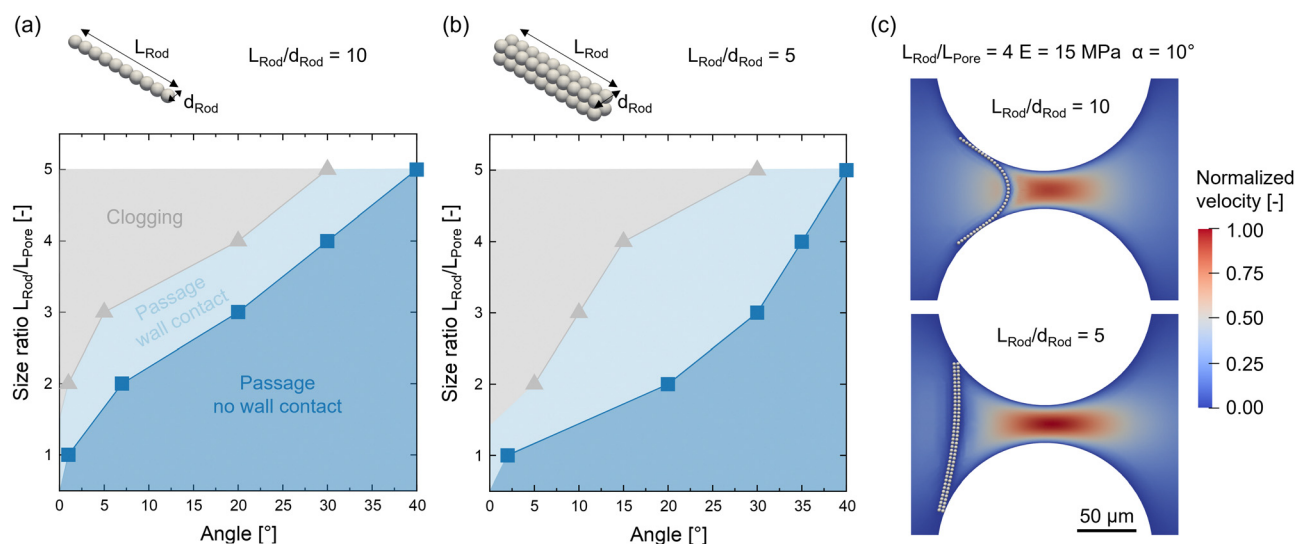 (a)
L_Rod
d_Rod
L_Rod/d_Rod = 10
Size ratio L_Rod/L_Pore [-]
5
4
3
2
1
Clogging
Passage
wall contact
Passage
no wall contact
0 5 10 15 20 25 30 35 40
Angle [°]
(b)
L_Rod
d_Rod
L_Rod/d_Rod = 5
Size ratio L_Rod/L_Pore [-]
5
4
3
2
1
0 5 10 15 20 25 30 35 40
Angle [°]
(c)
L_Rod/L_Pore = 4 E = 15 MPa α = 10°
L_Rod/d_Rod = 10
L_Rod/d_Rod = 5
50 µm
Normalized
velocity [-]
1.00
0.75
0.50
0.25
0.00